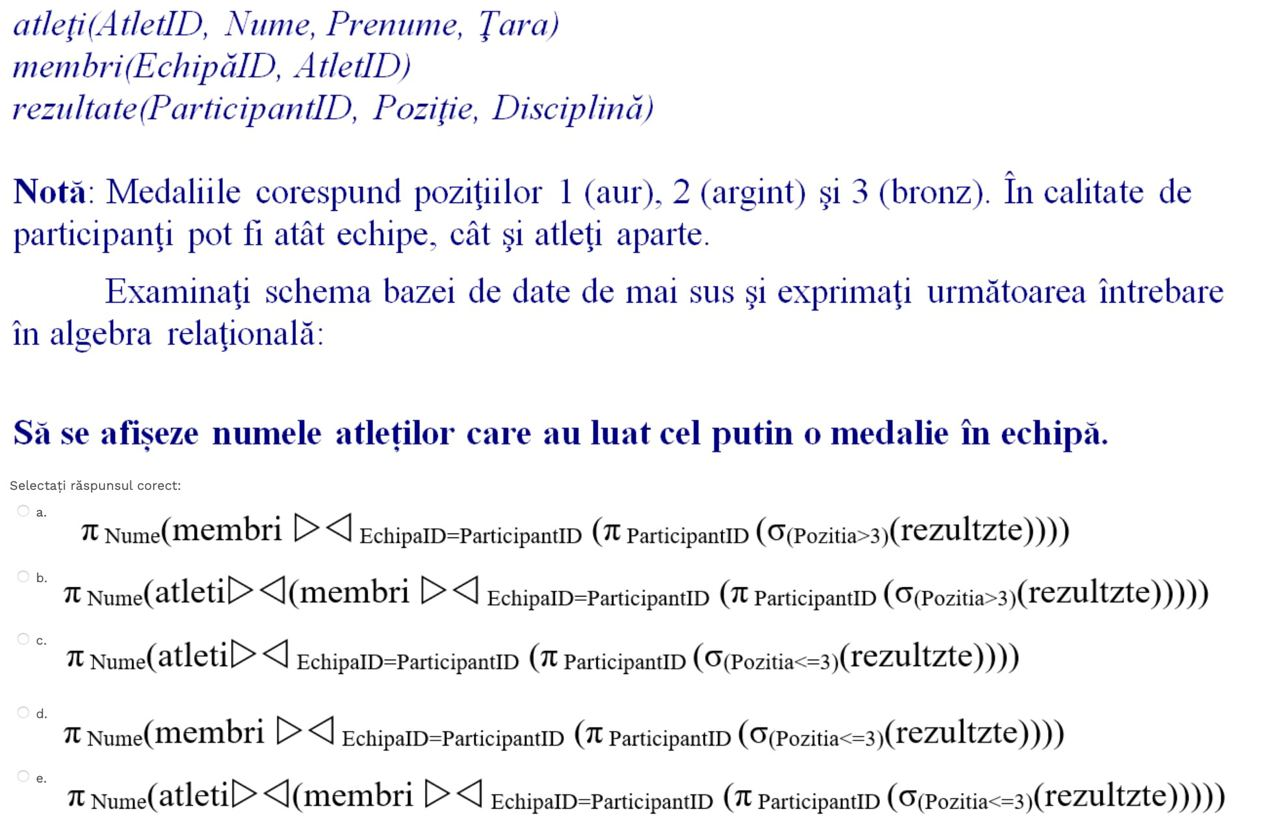 atleţi(AtletID, Nume, Prenume, Ţara)
membri(EchipăID, AtletID)
rezultate(ParticipantID, Poziţie, Disciplină)
Notă: Medaliile corespund poziţiilor 1 (aur), 2 (argint) şi 3 (bronz). În calitate de
participanţi pot fi atât echipe, cât şi atleţi aparte.
Examinaţi schema bazei de date de mai sus şi exprimaţi următoarea întrebare
în algebra relaţională:
Să se afișeze numele atleților care au luat cel putin o medalie în echipă.
Selectați răspunsul corect:
a. π Nume(membri ▷◁ EchipaID=ParticipantID (π ParticipantID (σ(Pozitia>3)(rezultzte))))
b. π Nume(atleti▷◁(membri ▷◁ EchipaID=ParticipantID (π ParticipantID (σ(Pozitia>3)(rezultzte)))))
c. π Nume(atleti▷◁ EchipaID=ParticipantID (π ParticipantID (σ(Pozitia<=3)(rezultzte))))
d. π Nume(membri ▷◁ EchipaID=ParticipantID (π ParticipantID (σ(Pozitia<=3)(rezultzte))))
e. π Nume(atleti▷◁(membri ▷◁ EchipaID=ParticipantID (π ParticipantID (σ(Pozitia<=3)(rezultzte)))))